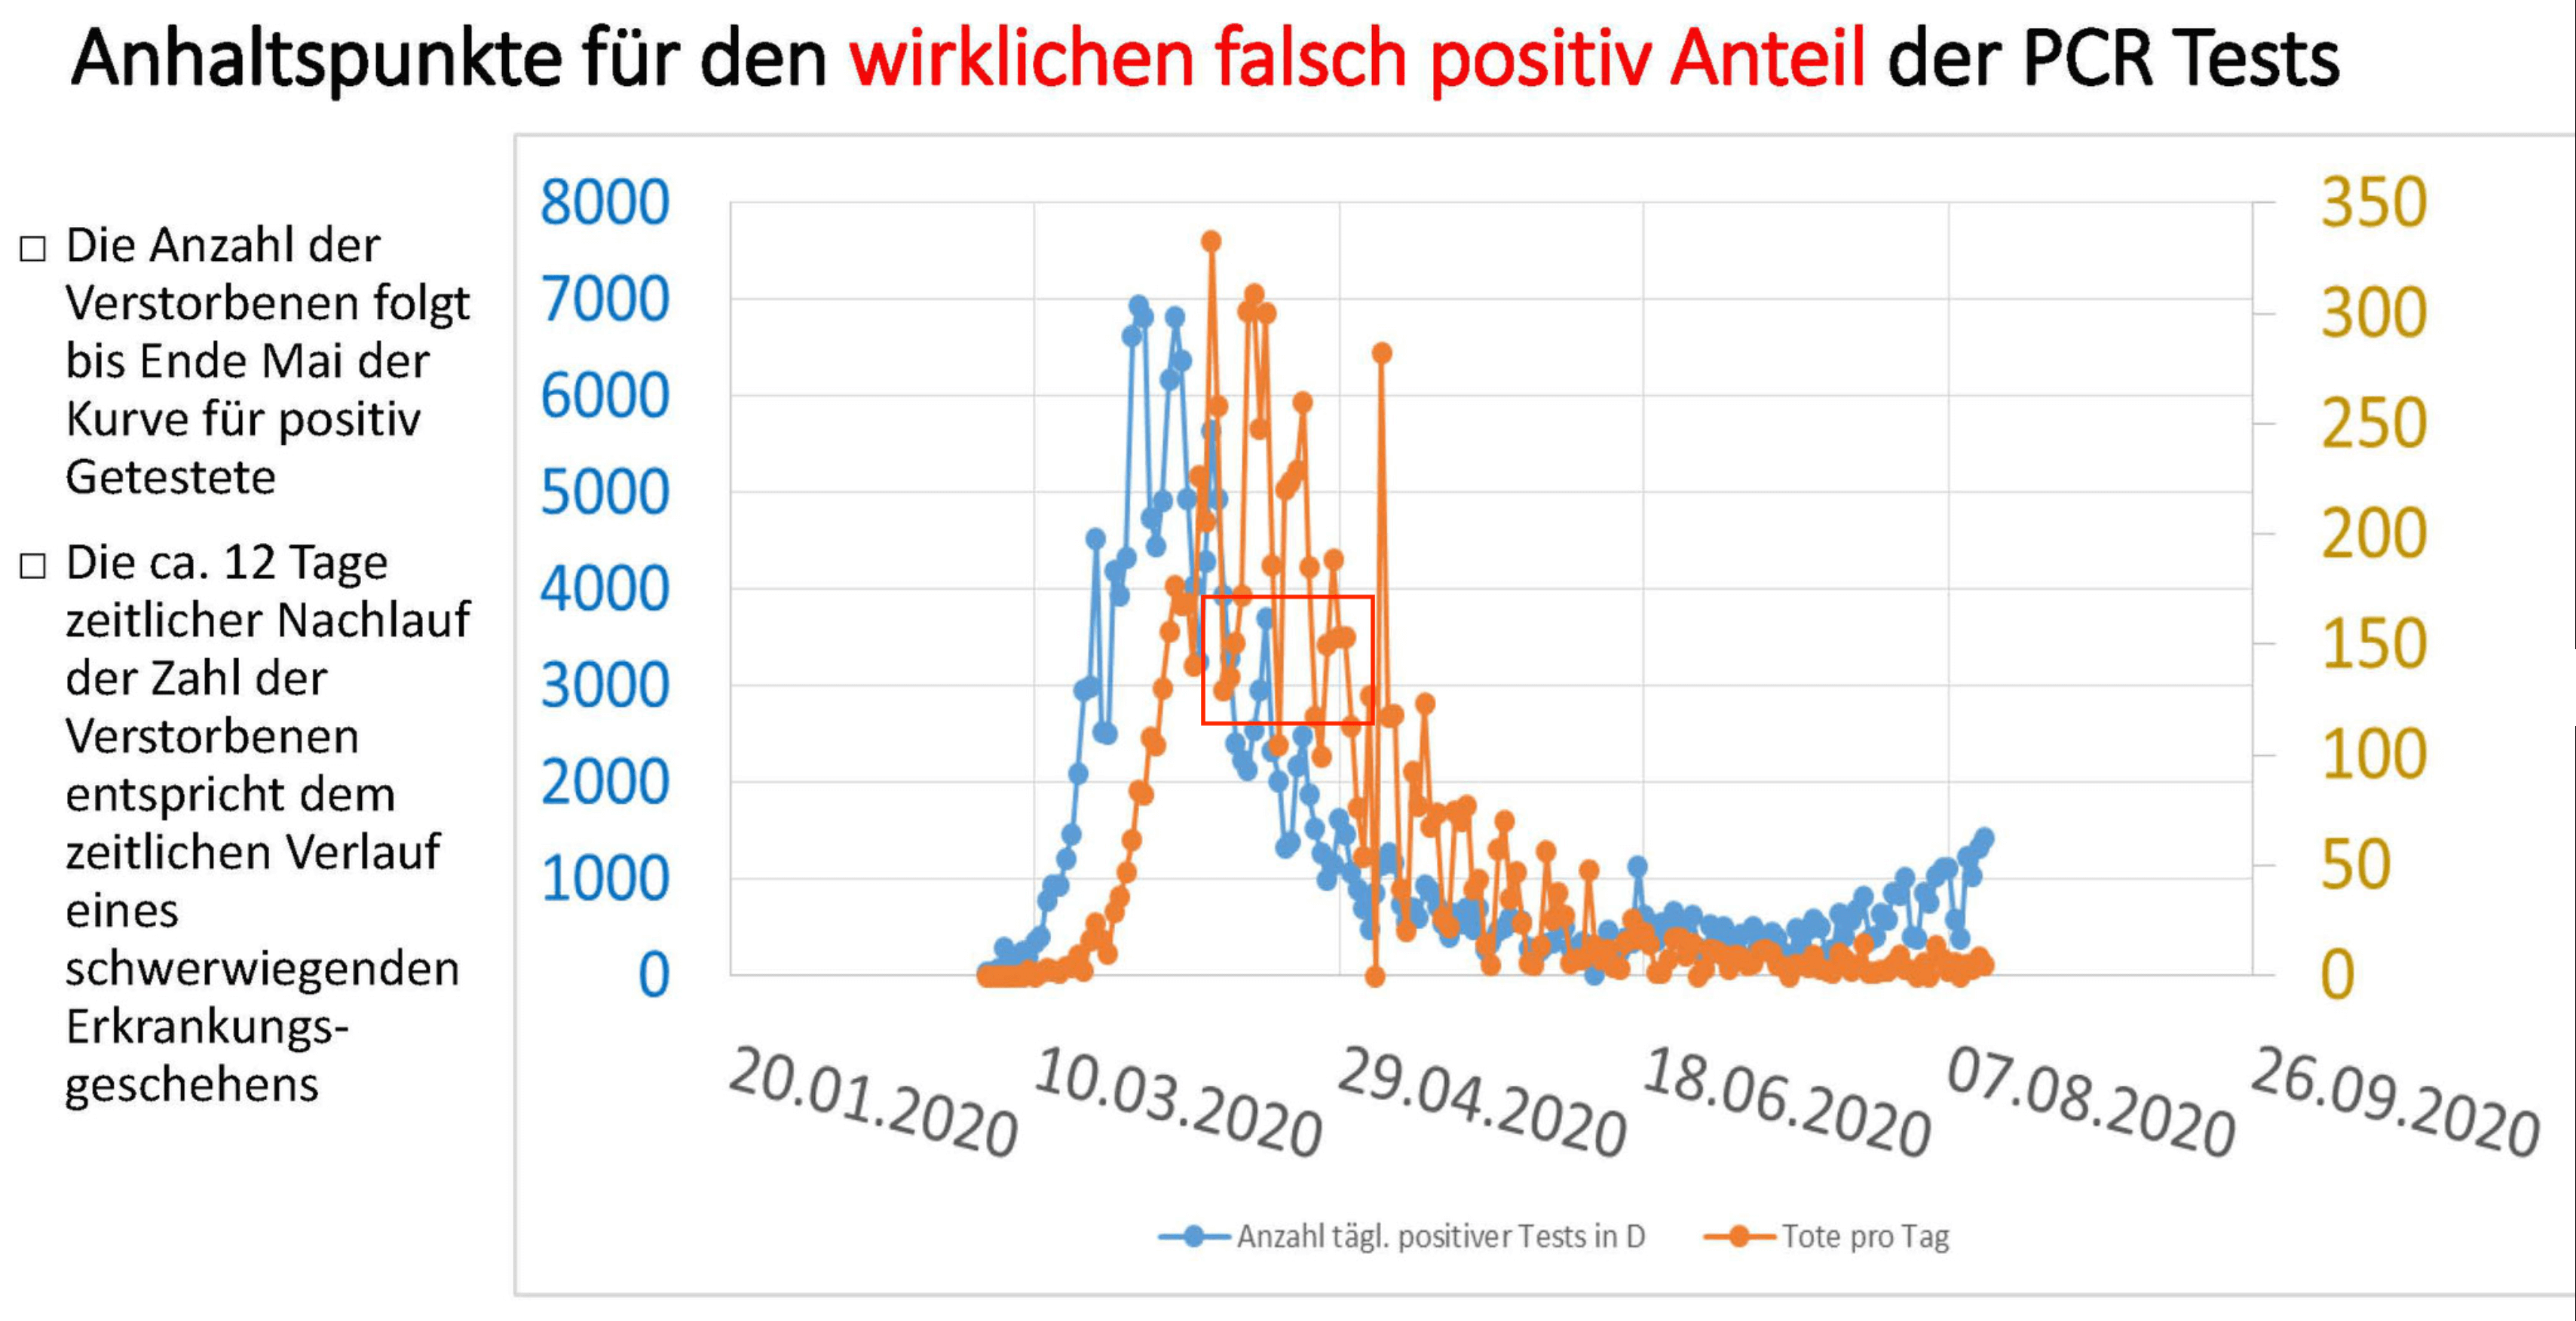 Anhaltspunkte für den wirklichen falsch positiv Anteil der PCR Tests
□ Die Anzahl der
Verstorbenen folgt
bis Ende Mai der
Kurve für positiv
Getestete
□ Die ca. 12 Tage
zeitlicher Nachlauf
der Zahl der
Verstorbenen
entspricht dem
zeitlichen Verlauf
eines
schwerwiegenden
Erkrankungs-
geschehens
8000
7000
6000
5000
4000
3000
2000
1000
0
350
300
250
200
150
100
50
0
20.01.2020
10.03.2020
29.04.2020
18.06.2020
07.08.2020
26.09.2020
Anzahl tägl. positiver Tests in D
Tote pro Tag